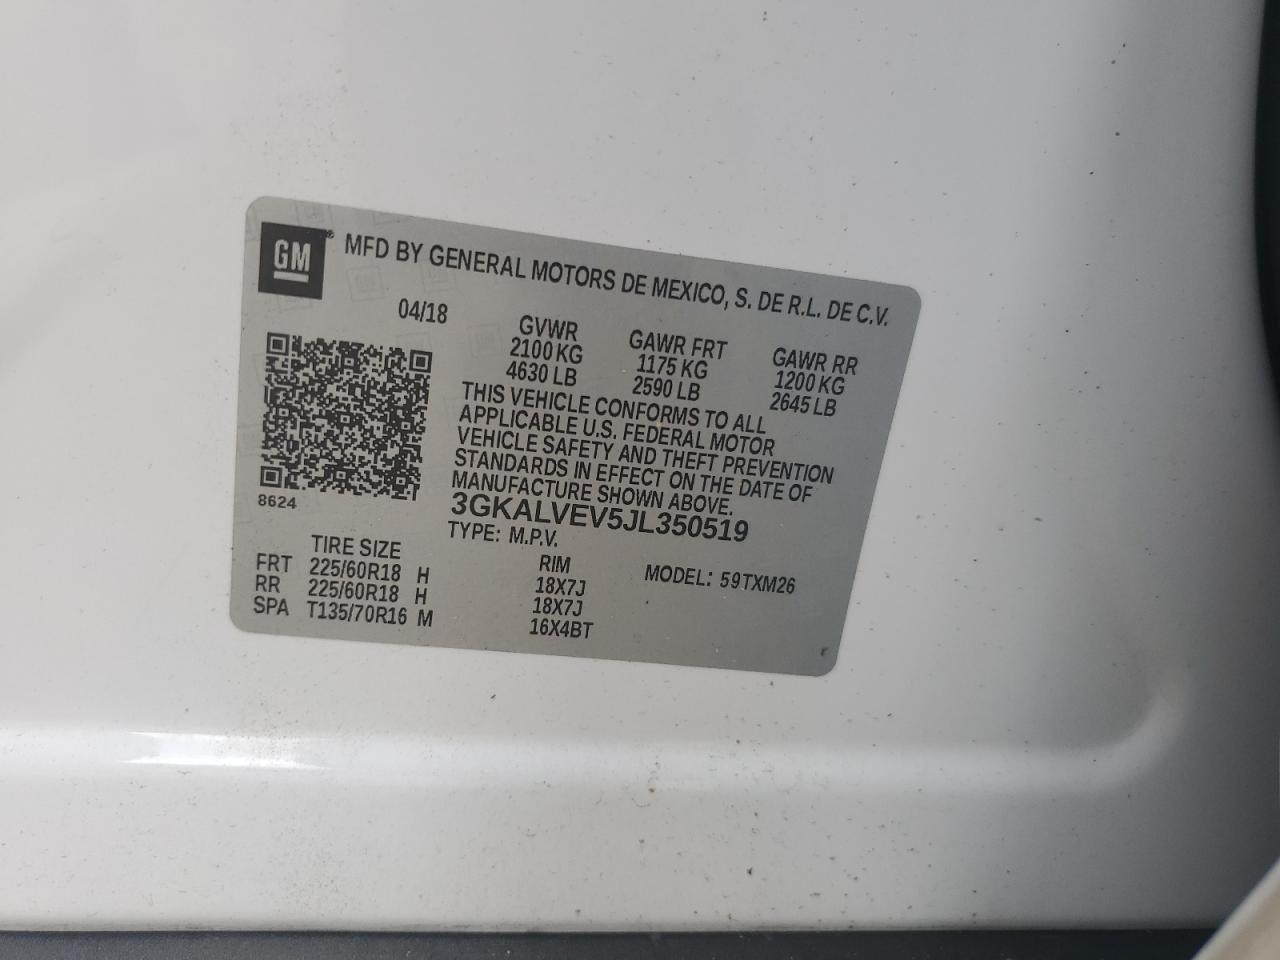 GM ® MFD BY GENERAL MOTORS DE MEXICO, S. DE R.L. DE C.V.
04/18
GVWR GAWR FRT GAWR RR
2100 KG 1175 KG 1200 KG
4630 LB 2590 LB 2645 LB
THIS VEHICLE CONFORMS TO ALL
APPLICABLE U.S. FEDERAL MOTOR
VEHICLE SAFETY AND THEFT PREVENTION
STANDARDS IN EFFECT ON THE DATE OF
MANUFACTURE SHOWN ABOVE.
8624
3GKALVEV5JL350519
TYPE: M.P.V.
TIRE SIZE RIM MODEL: 59TXM26
FRT 225/60R18 H 18X7J
RR 225/60R18 H 18X7J
SPA T135/70R16 M 16X4BT